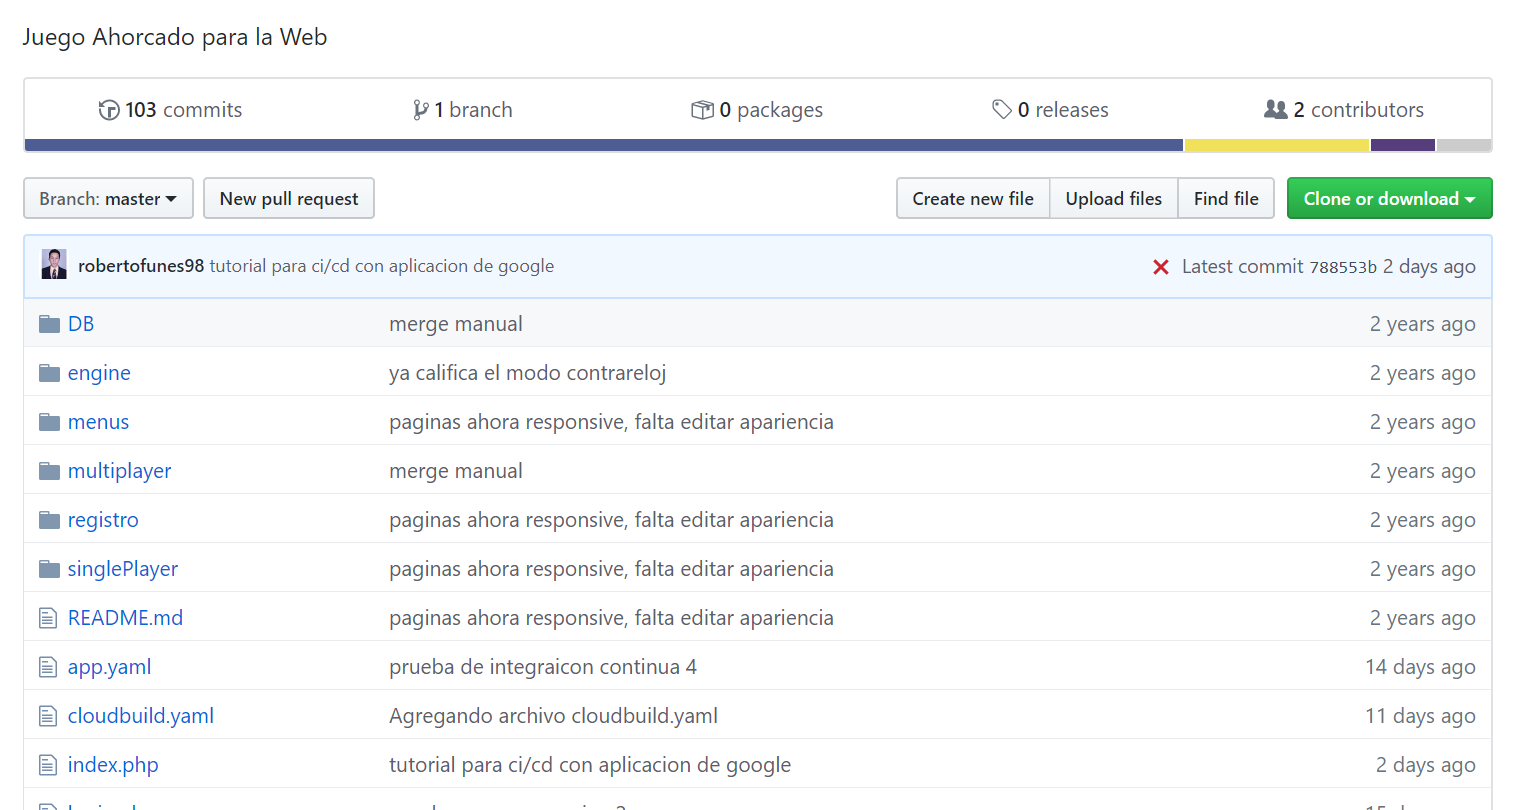 Juego Ahorcado para la Web
103 commits
1 branch
0 packages
0 releases
2 contributors
Branch: master
New pull request
Create new file
Upload files
Find file
Clone or download
robertofunes98 tutorial para ci/cd con aplicacion de google
Latest commit 788553b 2 days ago
DB merge manual 2 years ago
engine ya califica el modo contrareloj 2 years ago
menus paginas ahora responsive, falta editar apariencia 2 years ago
multiplayer merge manual 2 years ago
registro paginas ahora responsive, falta editar apariencia 2 years ago
singlePlayer paginas ahora responsive, falta editar apariencia 2 years ago
README.md paginas ahora responsive, falta editar apariencia 2 years ago
app.yaml prueba de integraicon continua 4 14 days ago
cloudbuild.yaml Agregando archivo cloudbuild.yaml 11 days ago
index.php tutorial para ci/cd con aplicacion de google 2 days ago